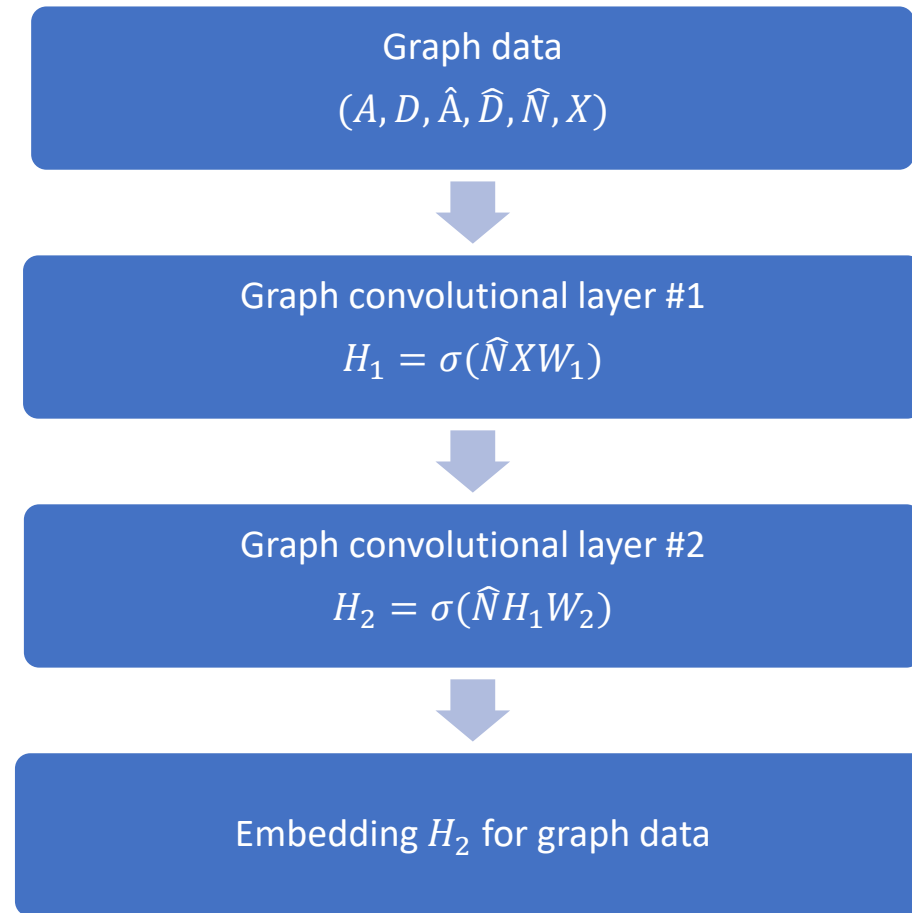 Graph data
(A, D, Â, D̂, N̂, X)
Graph convolutional layer #1
H₁ = σ(N̂XW₁)
Graph convolutional layer #2
H₂ = σ(N̂H₁W₂)
Embedding H₂ for graph data